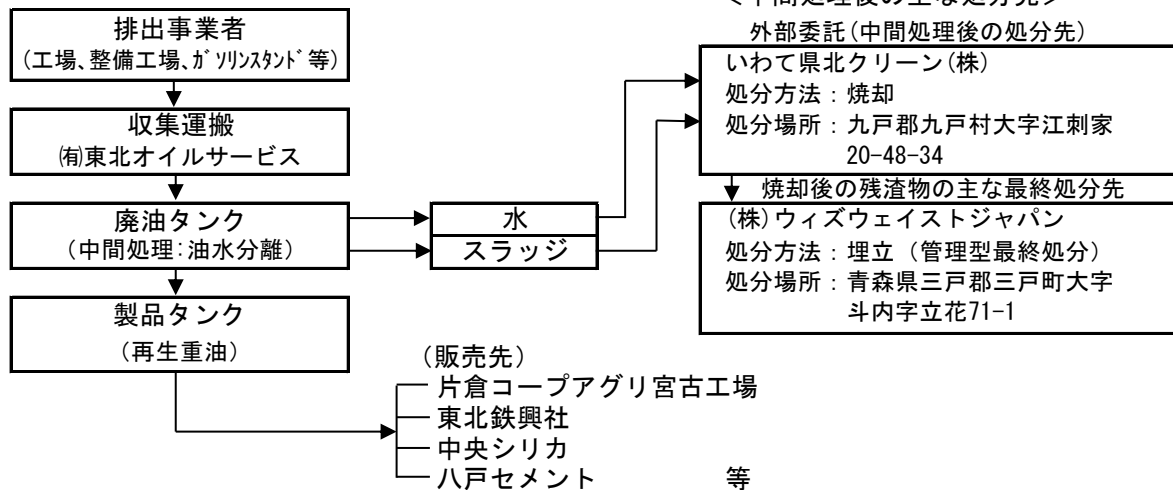 <中間処理後の主な処分先>
排出事業者
(工場、整備工場、ガソリンスタンド等)
収集運搬
㈲東北オイルサービス
廃油タンク
(中間処理:油水分離)
製品タンク
(再生重油)
水
スラッジ
外部委託(中間処理後の処分先)
いわて県北クリーン(株)
処分方法：焼却
処分場所：九戸郡九戸村大字江刺家
20-48-34
焼却後の残渣物の主な最終処分先
(株)ウィズウェイストジャパン
処分方法：埋立（管理型最終処分）
処分場所：青森県三戸郡三戸町大字
斗内字立花71-1
(販売先)
片倉コープアグリ宮古工場
東北鉄興社
中央シリカ
八戸セメント 等